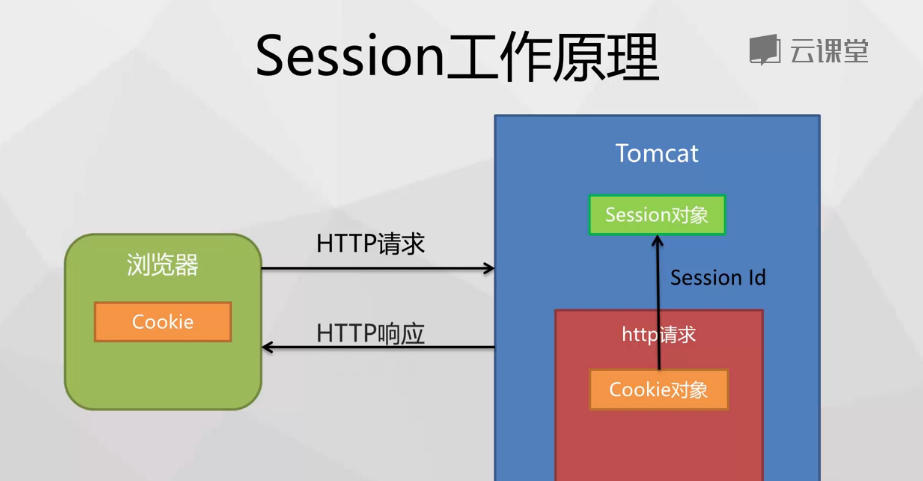 Session工作原理
云课堂
Tomcat
Session对象
HTTP请求
浏览器
Session Id
Cookie
HTTP响应
http请求
Cookie对象